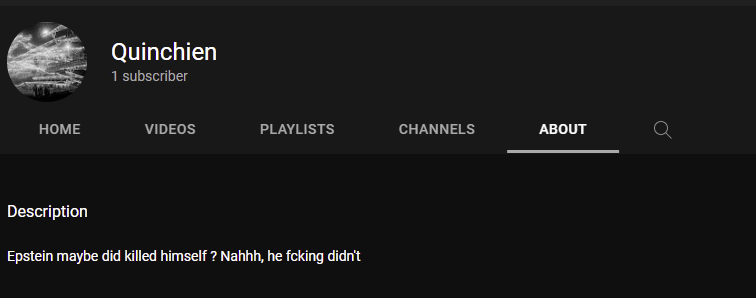 Quinchien
1 subscriber
HOME VIDEOS PLAYLISTS CHANNELS ABOUT
Description
Epstein maybe did killed himself ? Nahhh, he fcking didn't